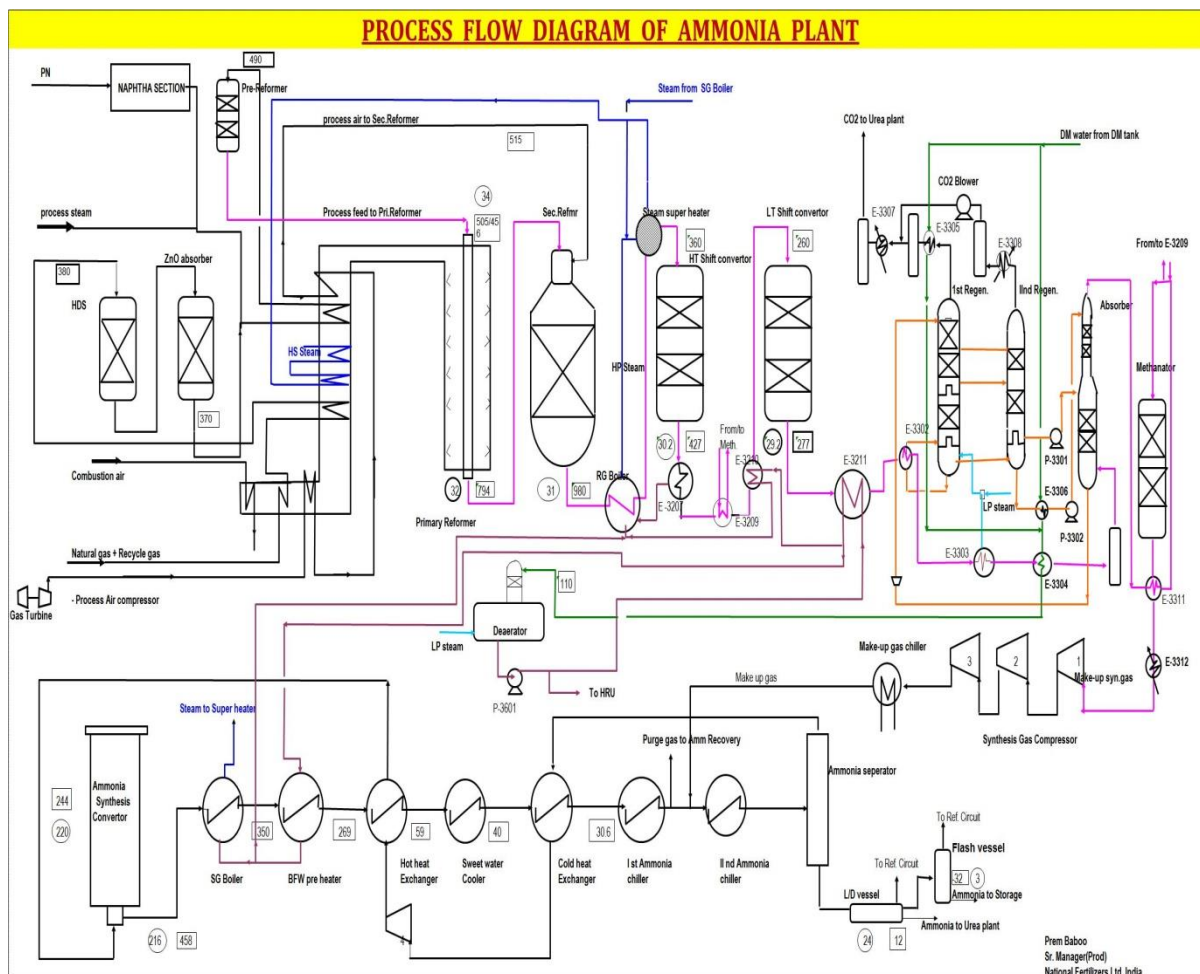 PROCESS FLOW DIAGRAM OF AMMONIA PLANT
PN
NAPHTHA SECTION
490
Pre-Reformer
Steam from SG Boiler
CO2 to Urea plant
DM water from DM tank
process air to Sec.Reformer
515
CO2 Blower
E-3307
E-3305
E-3308
From/to E-3209
process steam
Process feed to Pri.Reformer
34
505/45
6
Sec.Refmr
Steam super heater
360
LT Shift convertor
260
HT Shift convertor
1st Regen.
IInd Regen.
Absorber
380
ZnO absorber
HDS
HS Steam
HP Steam
Methanator
370
30.2
427
From/to
Meth.
29.2
277
E-3302
P-3301
E-3306
Combustion air
32
794
31
980
RG Boiler
E-3207
E-3209
E-3210
E-3211
LP steam
P-3302
Primary Reformer
E-3303
E-3304
E-3311
Natural gas + Recycle gas
110
Gas Turbine
- Process Air compressor
Deaerator
LP steam
P-3601
To HRU
Make-up gas chiller
3
2
1
E-3312
Make up gas
Make-up syn.gas
Steam to Super heater
Purge gas to Amm Recovery
Synthesis Gas Compressor
Ammonia
Synthesis
Convertor
244
220
350
269
59
40
30.6
Ammonia seperator
To Ref. Circuit
SG Boiler
BFW pre heater
Hot heat
Exchanger
Sweet water
Cooler
Cold heat
Exchanger
I st Ammonia
chiller
II nd Ammonia
chiller
To Ref. Circuit
Flash vessel
-32
3
L/D vessel
Ammonia to Storage
216
458
4
24
12
Ammonia to Urea plant
Prem Baboo
Sr. Manager(Prod)
National Fertilizers Ltd. India